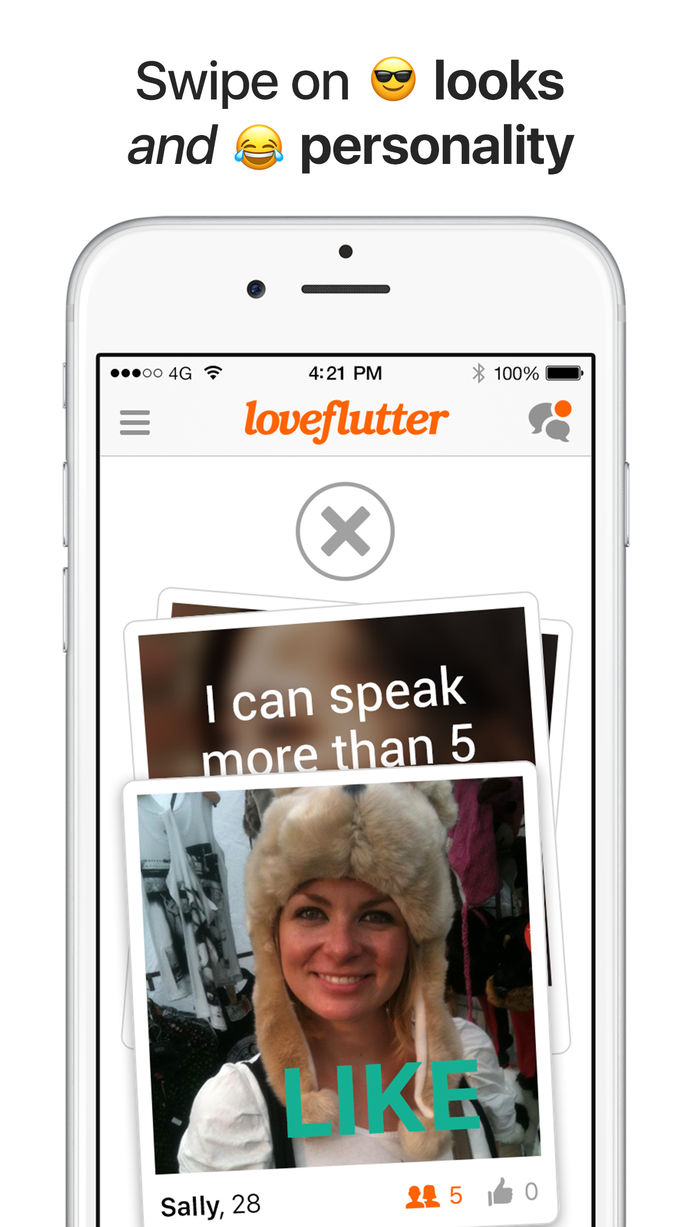 Swipe on 😎 looks
and 😂 personality
4G 4:21 PM 100%
loveflutter
I can speak
more than 5
LIKE
Sally, 28 5 0